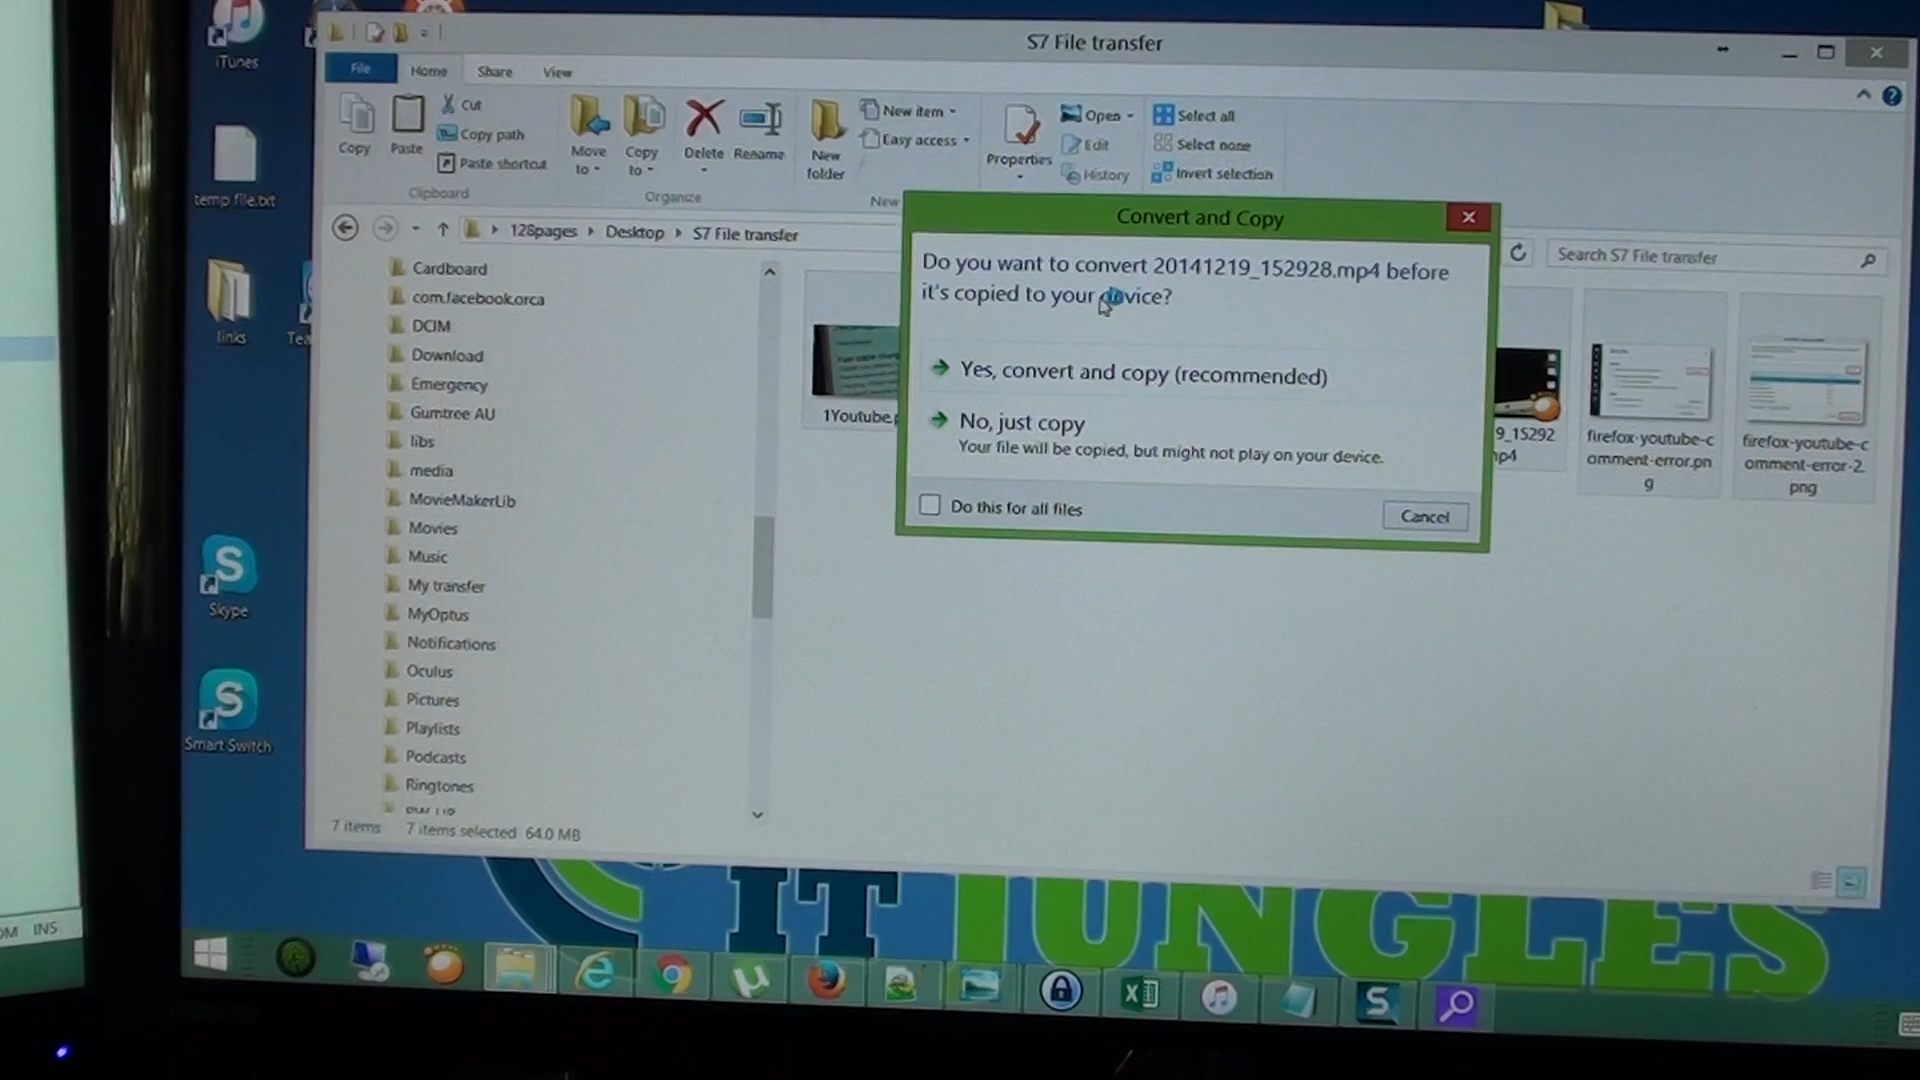 iTunes
temp file.txt
links
Skype
Smart Switch
S7 File transfer
File
Home
Share
View
Copy
Paste
Cut
Copy path
Paste shortcut
Clipboard
Move to
Copy to
Delete
Rename
Organize
New folder
New item
Easy access
New
Properties
Open
Edit
History
Select all
Select none
Invert selection
128pages
Desktop
S7 File transfer
Search S7 File transfer
Cardboard
com.facebook.orca
DCIM
Download
Emergency
Gumtree AU
libs
media
MovieMakerLib
Movies
Music
My transfer
MyOptus
Notifications
Oculus
Pictures
Playlists
Podcasts
Ringtones
7 items
7 items selected 64.0 MB
1Youtube.p
9_15292
firefox-youtube-c
omment-error.pn
g
firefox-youtube-c
omment-error-2.
png
Convert and Copy
Do you want to convert 20141219_152928.mp4 before
it's copied to your device?
Yes, convert and copy (recommended)
No, just copy
Your file will be copied, but might not play on your device.
Do this for all files
Cancel
IT JUNGLES
INS